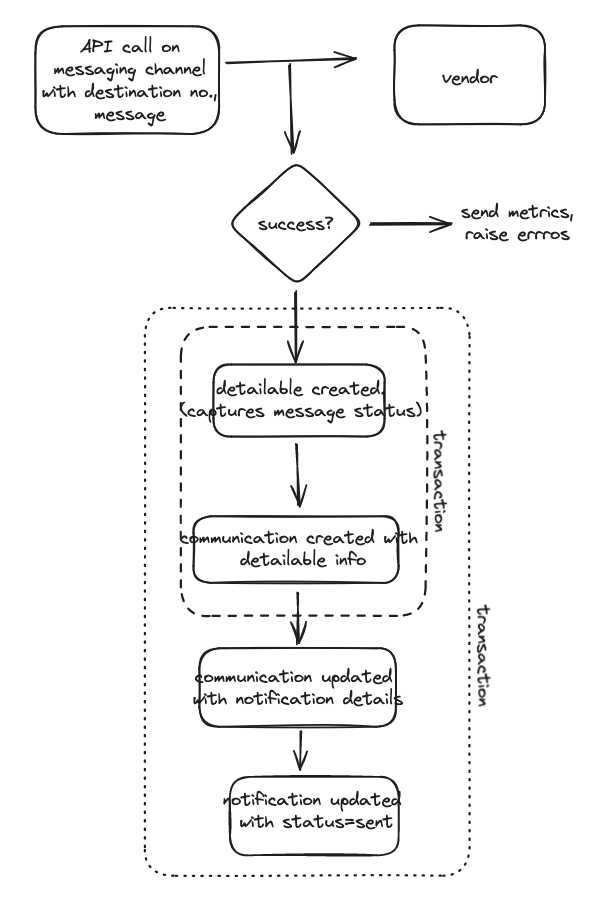 API call on
messaging channel
with destination no.,
message
vendor
success?
send metrics,
raise errros
detailable created.
(captures message status)
transaction
communication created with
detailable info
transaction
communication updated
with notification details
notification updated
with status=sent